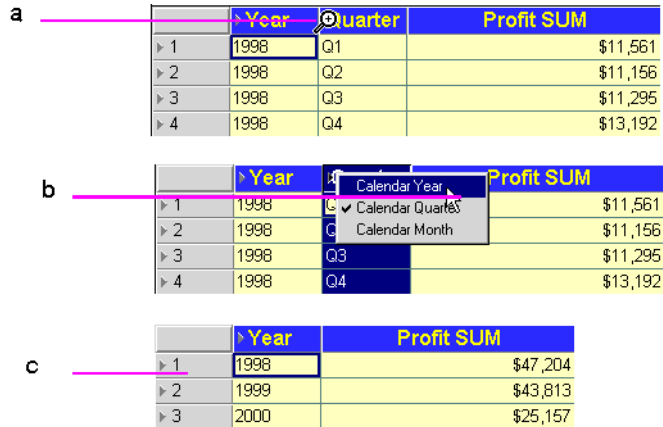 a
Year Quarter Profit SUM
1 1998 Q1 $11,561
2 1998 Q2 $11,156
3 1998 Q3 $11,295
4 1998 Q4 $13,192
b
Year Profit SUM
Calendar Year
Calendar Quarter
Calendar Month
1 1998 $11,561
2 1998 $11,156
3 1998 Q3 $11,295
4 1998 Q4 $13,192
c
Year Profit SUM
1 1998 $47,204
2 1999 $43,813
3 2000 $25,157